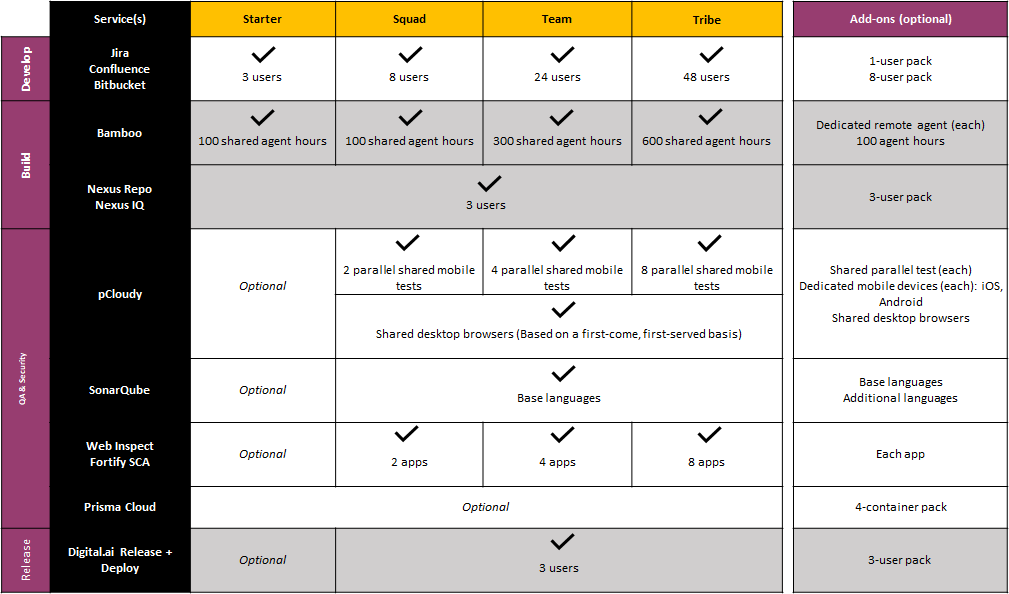 Service(s) Starter Squad Team Tribe Add-ons (optional)
Develop
Jira
Confluence
Bitbucket
3 users 8 users 24 users 48 users
1-user pack
8-user pack
Build
Bamboo
100 shared agent hours 100 shared agent hours 300 shared agent hours 600 shared agent hours
Dedicated remote agent (each)
100 agent hours
Nexus Repo
Nexus IQ
3 users
3-user pack
QA & Security
pCloudy
Optional
2 parallel shared mobile
tests
4 parallel shared mobile
tests
8 parallel shared mobile
tests
Shared desktop browsers (Based on a first-come, first-served basis)
Shared parallel test (each)
Dedicated mobile devices (each): iOS,
Android
Shared desktop browsers
SonarQube
Optional
Base languages
Base languages
Additional languages
Web Inspect
Fortify SCA
Optional
2 apps 4 apps 8 apps
Each app
Prisma Cloud
Optional
4-container pack
Release
Digital.ai Release +
Deploy
Optional
3 users
3-user pack